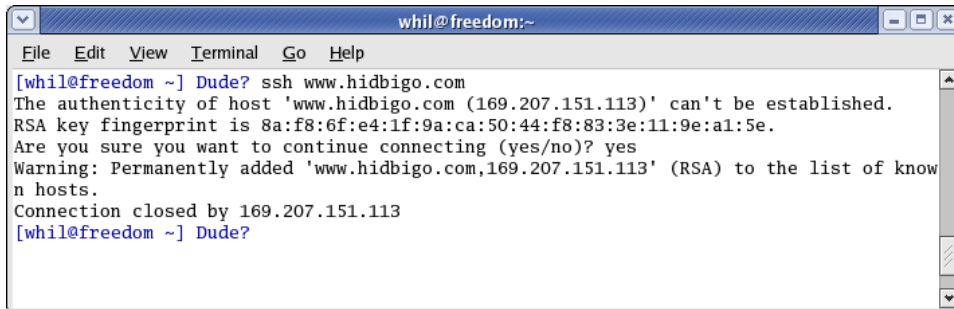 whil@freedom:~
File Edit View Terminal Go Help
[whil@freedom ~] Dude? ssh www.hidbigo.com
The authenticity of host 'www.hidbigo.com (169.207.151.113)' can't be established.
RSA key fingerprint is 8a:f8:6f:e4:1f:9a:ca:50:44:f8:83:3e:11:9e:a1:5e.
Are you sure you want to continue connecting (yes/no)? yes
Warning: Permanently added 'www.hidbigo.com,169.207.151.113' (RSA) to the list of know
n hosts.
Connection closed by 169.207.151.113
[whil@freedom ~] Dude?